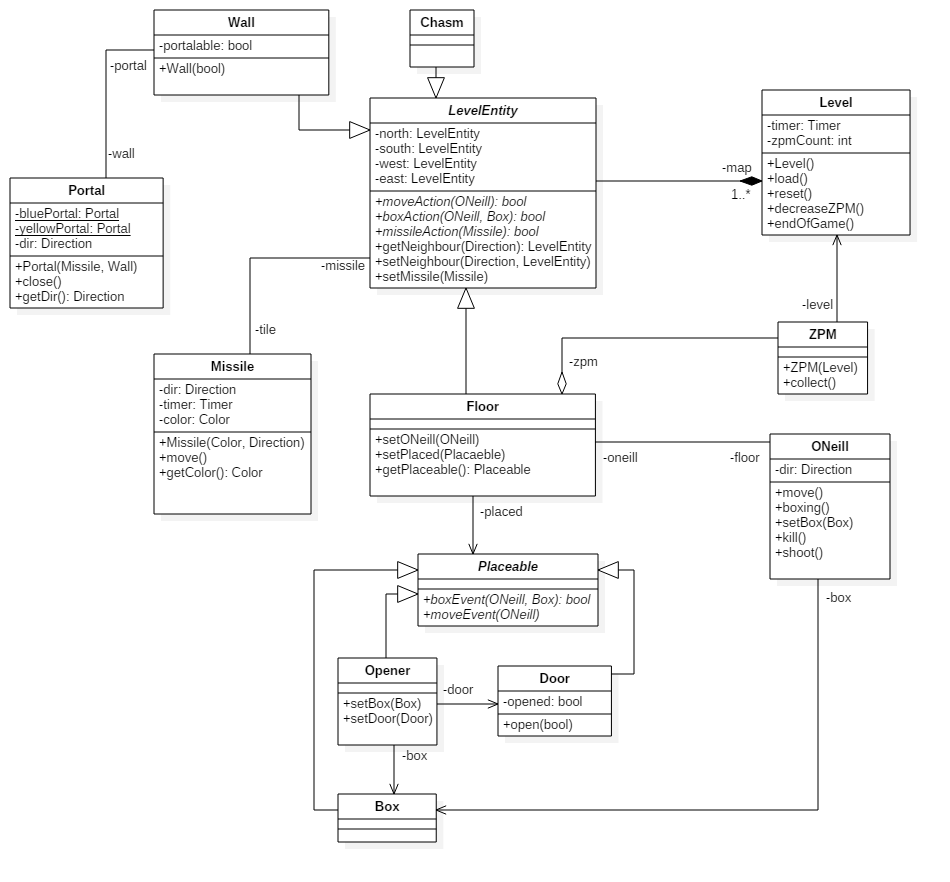 Wall
-portalable: bool
+Wall(bool)
Chasm
-portal
-wall
LevelEntity
-north: LevelEntity
-south: LevelEntity
-west: LevelEntity
-east: LevelEntity
+moveAction(ONeill): bool
+boxAction(ONeill, Box): bool
+missileAction(Missile): bool
+getNeighbour(Direction): LevelEntity
+setNeighbour(Direction, LevelEntity)
+setMissile(Missile)
-map
1..*
Level
-timer: Timer
-zpmCount: int
+Level()
+load()
+reset()
+decreaseZPM()
+endOfGame()
Portal
-bluePortal: Portal
-yellowPortal: Portal
-dir: Direction
+Portal(Missile, Wall)
+close()
+getDir(): Direction
-missile
-tile
-level
Missile
-dir: Direction
-timer: Timer
-color: Color
+Missile(Color, Direction)
+move()
+getColor(): Color
ZPM
+ZPM(Level)
+collect()
-zpm
Floor
+setONeill(ONeill)
+setPlaced(Placaeble)
+getPlaceable(): Placeable
-oneill
-floor
ONeill
-dir: Direction
+move()
+boxing()
+setBox(Box)
+kill()
+shoot()
-placed
Placeable
+boxEvent(ONeill, Box): bool
+moveEvent(ONeill)
-box
Opener
+setBox(Box)
+setDoor(Door)
-door
Door
-opened: bool
+open(bool)
-box
Box